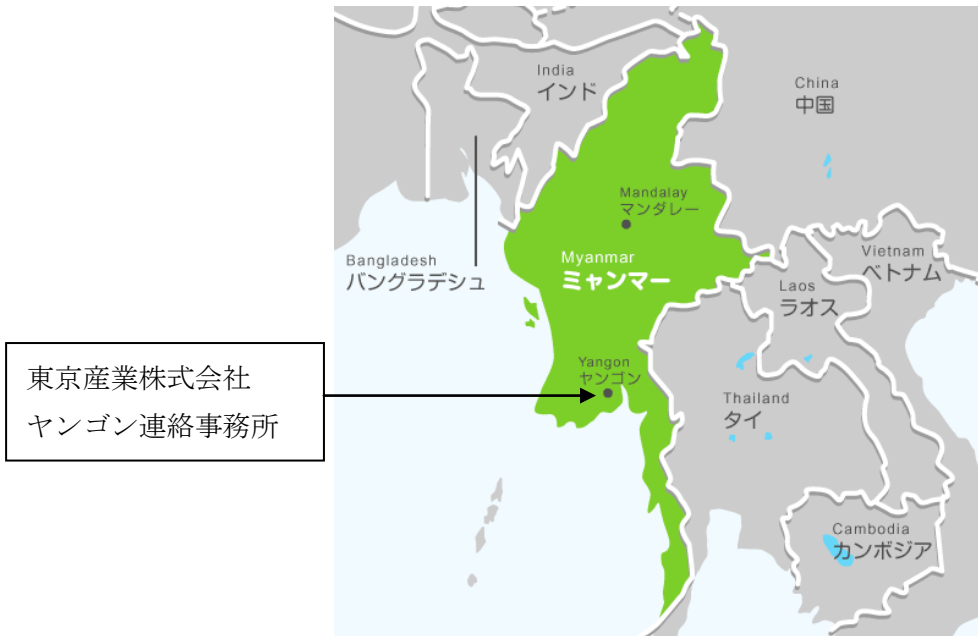 India
インド
China
中国
Mandalay
マンダレー
Bangladesh
バングラデシュ
Myanmar
ミャンマー
Vietnam
ベトナム
Laos
ラオス
東京産業株式会社
ヤンゴン連絡事務所
Yangon
ヤンゴン
Thailand
タイ
Cambodia
カンボジア